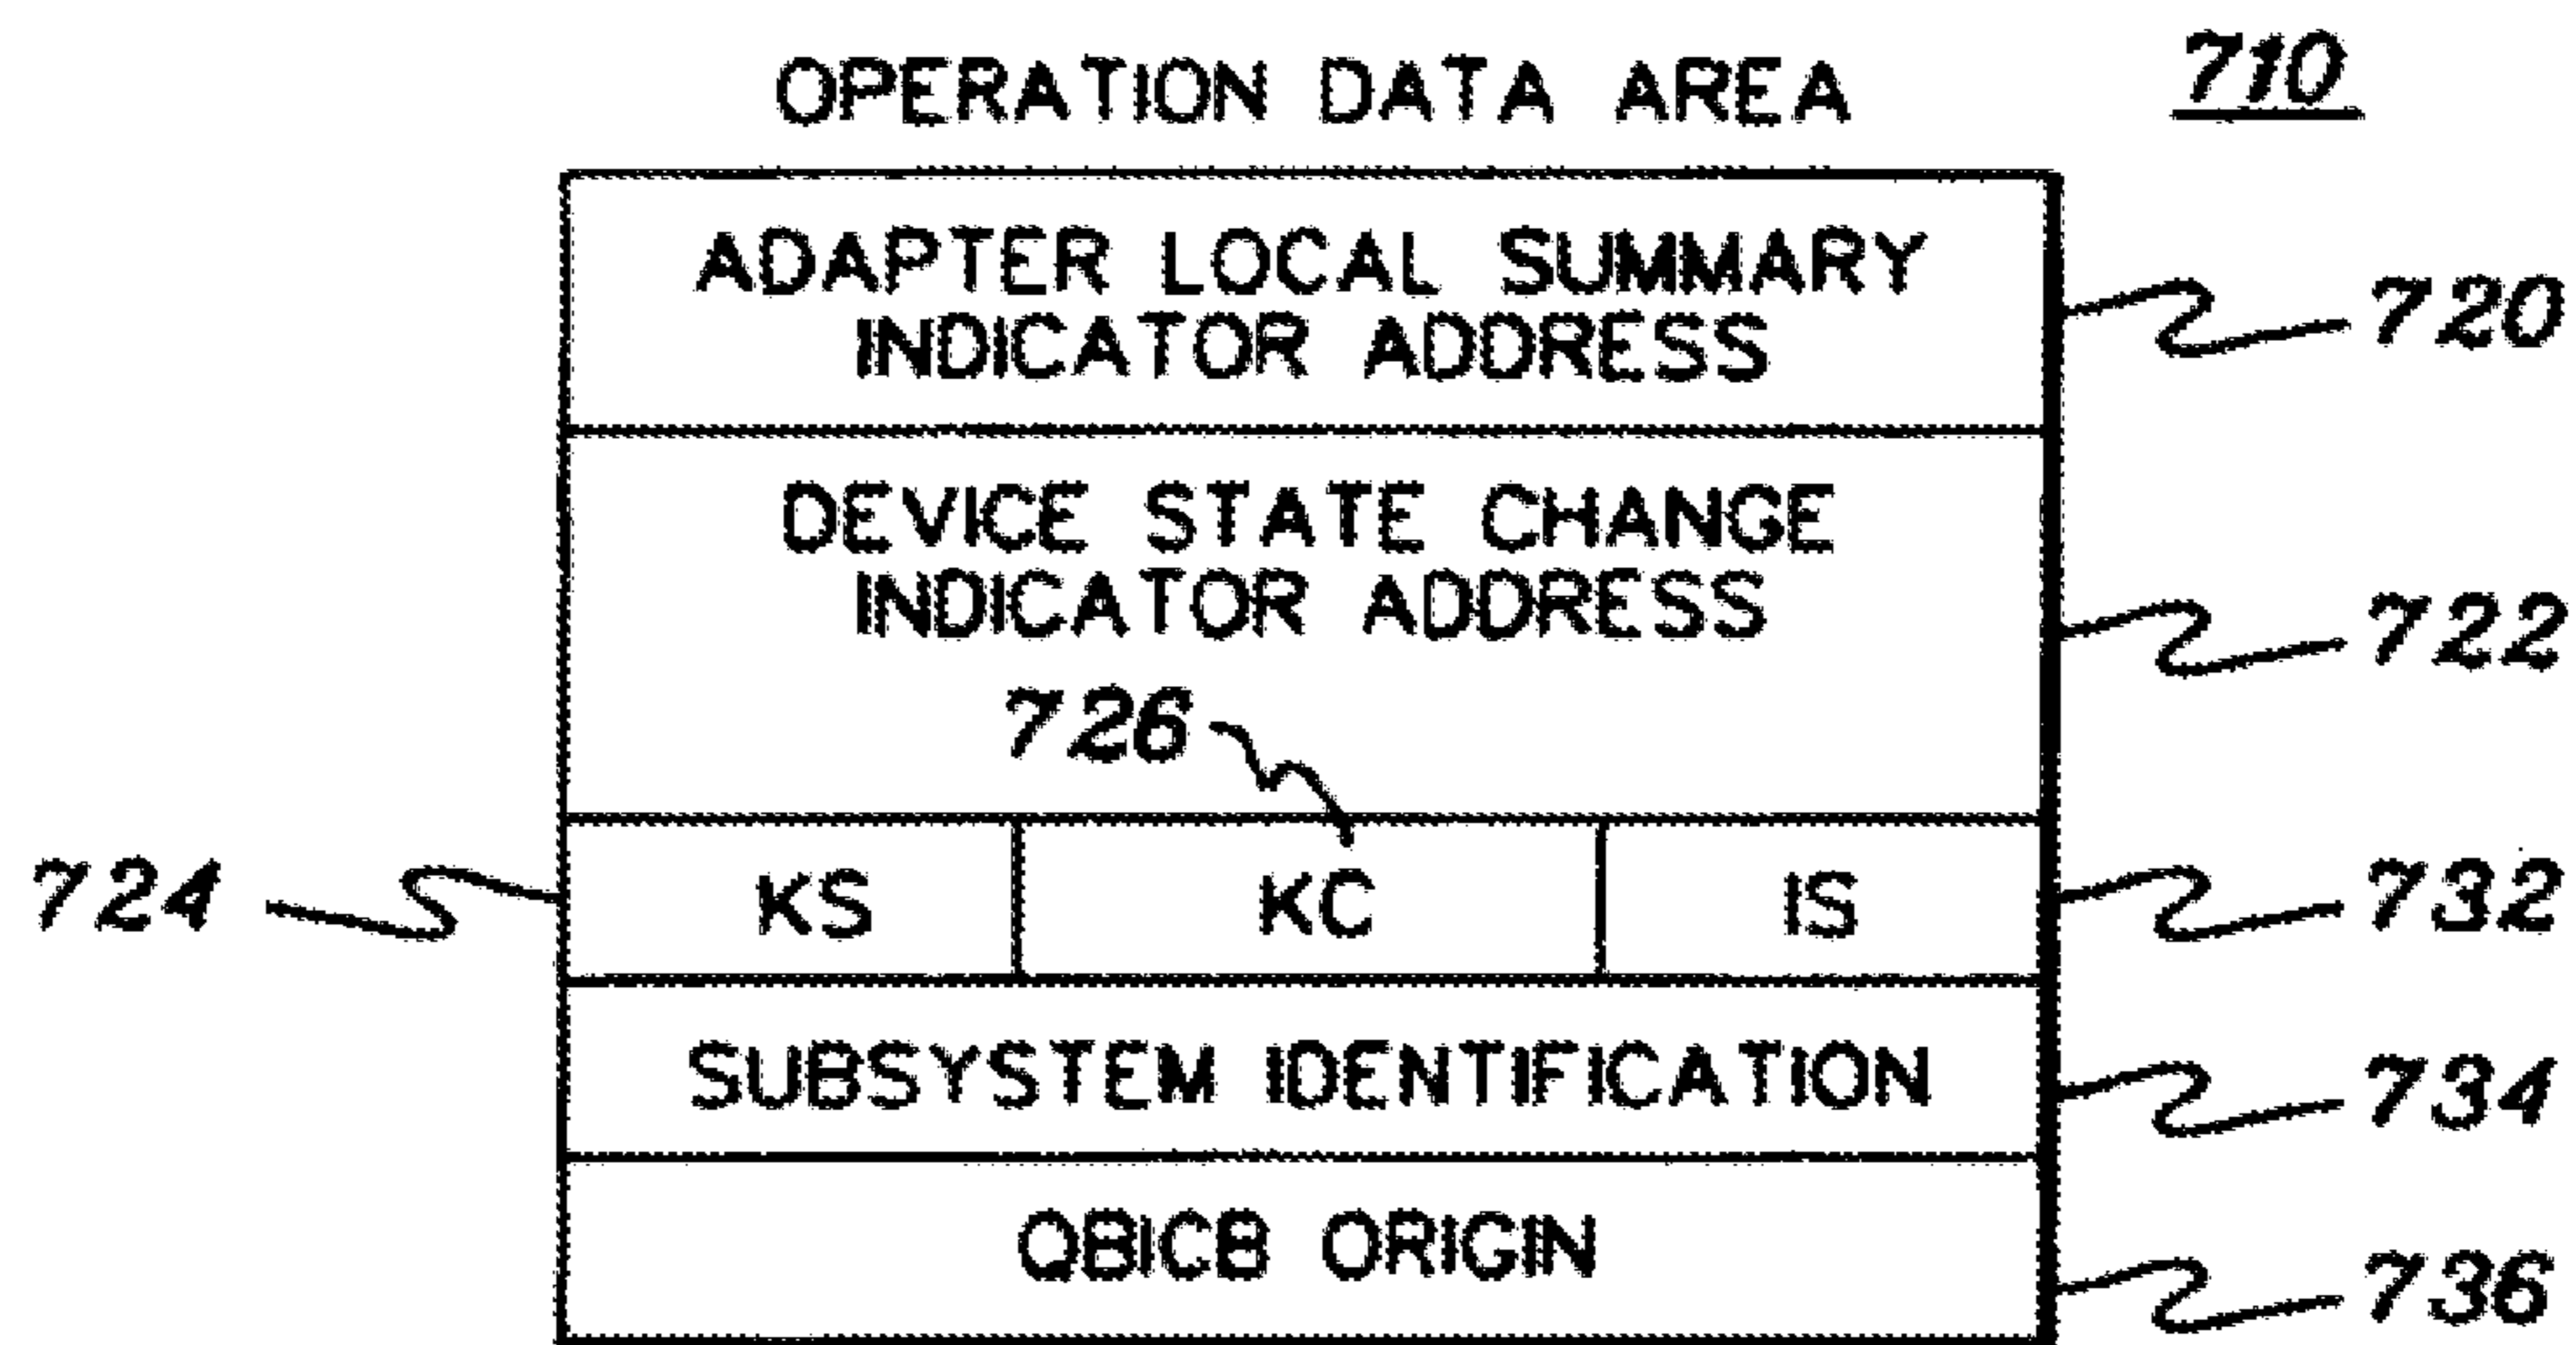 OPERATION DATA AREA 710
ADAPTER LOCAL SUMMARY
INDICATOR ADDRESS
720
DEVICE STATE CHANGE
INDICATOR ADDRESS
722
726
724 KS KC IS 732
SUBSYSTEM IDENTIFICATION 734
QBICB ORIGIN 736